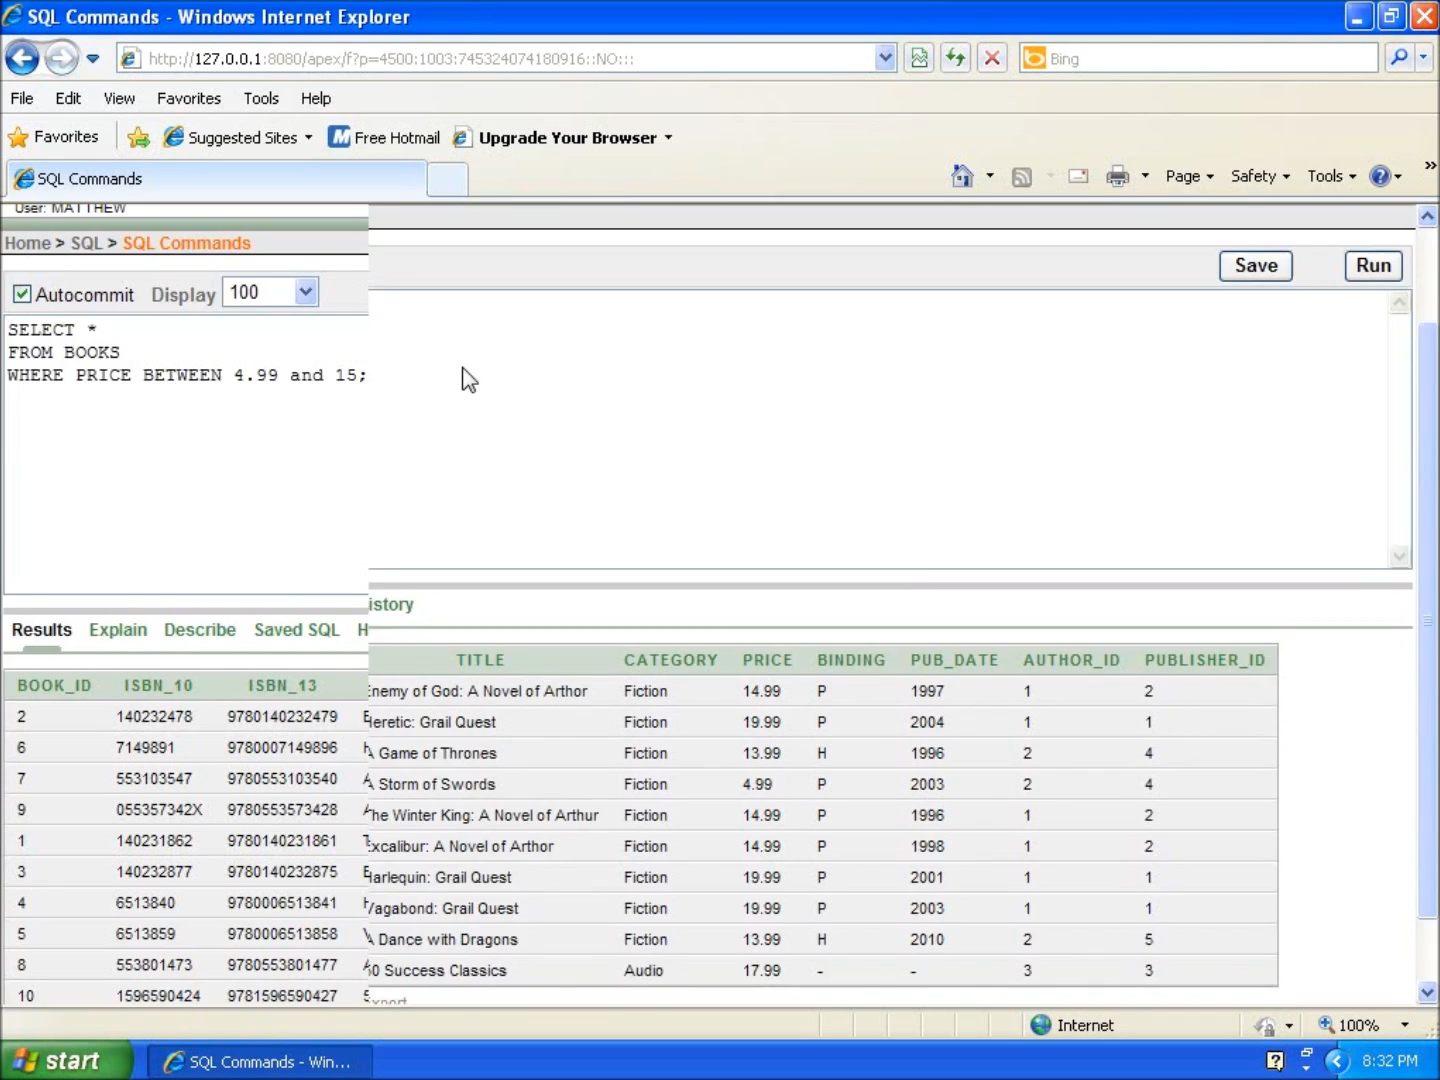 SQL Commands - Windows Internet Explorer
http://127.0.0.1:8080/apex/f?p=4500:1003:745324074180916::NO:::
Bing
File Edit View Favorites Tools Help
Favorites Suggested Sites Free Hotmail Upgrade Your Browser
SQL Commands
Page Safety Tools
User: MATTHEW
Home > SQL > SQL Commands
Autocommit Display 100
Save Run
SELECT *
FROM BOOKS
WHERE PRICE BETWEEN 4.99 and 15;
istory
Results Explain Describe Saved SQL H
TITLE CATEGORY PRICE BINDING PUB_DATE AUTHOR_ID PUBLISHER_ID
BOOK_ID ISBN_10 ISBN_13
Enemy of God: A Novel of Arthor Fiction 14.99 P 1997 1 2
2 140232478 9780140232479
Heretic: Grail Quest Fiction 19.99 P 2004 1 1
6 7149891 9780007149896
A Game of Thrones Fiction 13.99 H 1996 2 4
7 553103547 9780553103540
A Storm of Swords Fiction 4.99 P 2003 2 4
9 055357342X 9780553573428
The Winter King: A Novel of Arthur Fiction 14.99 P 1996 1 2
1 140231862 9780140231861
Excalibur: A Novel of Arthor Fiction 14.99 P 1998 1 2
3 140232877 9780140232875
Harlequin: Grail Quest Fiction 19.99 P 2001 1 1
4 6513840 9780006513841
Vagabond: Grail Quest Fiction 19.99 P 2003 1 1
5 6513859 9780006513858
A Dance with Dragons Fiction 13.99 H 2010 2 5
8 553801473 9780553801477
50 Success Classics Audio 17.99 - - 3 3
10 1596590424 9781596590427
Internet 100%
start SQL Commands - Win... 8:32 PM